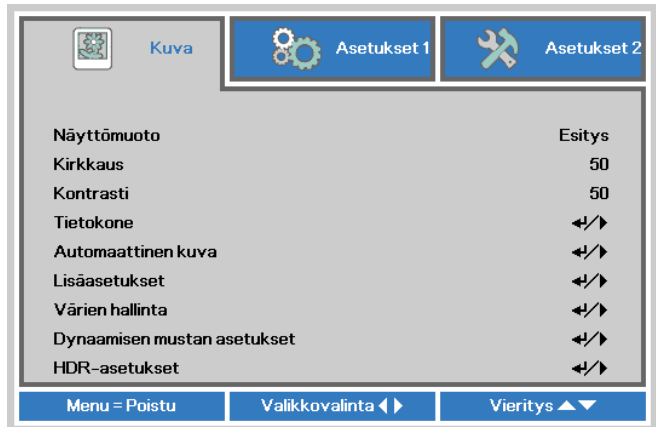 Kuva Asetukset 1 Asetukset 2
Näyttömuoto Esitys
Kirkkaus 50
Kontrasti 50
Tietokone ↵/▶
Automaattinen kuva ↵/▶
Lisäasetukset ↵/▶
Värien hallinta ↵/▶
Dynaamisen mustan asetukset ↵/▶
HDR-asetukset ↵/▶
Menu = Poistu Valikkovalinta ◀▶ Vieritys ▲▼